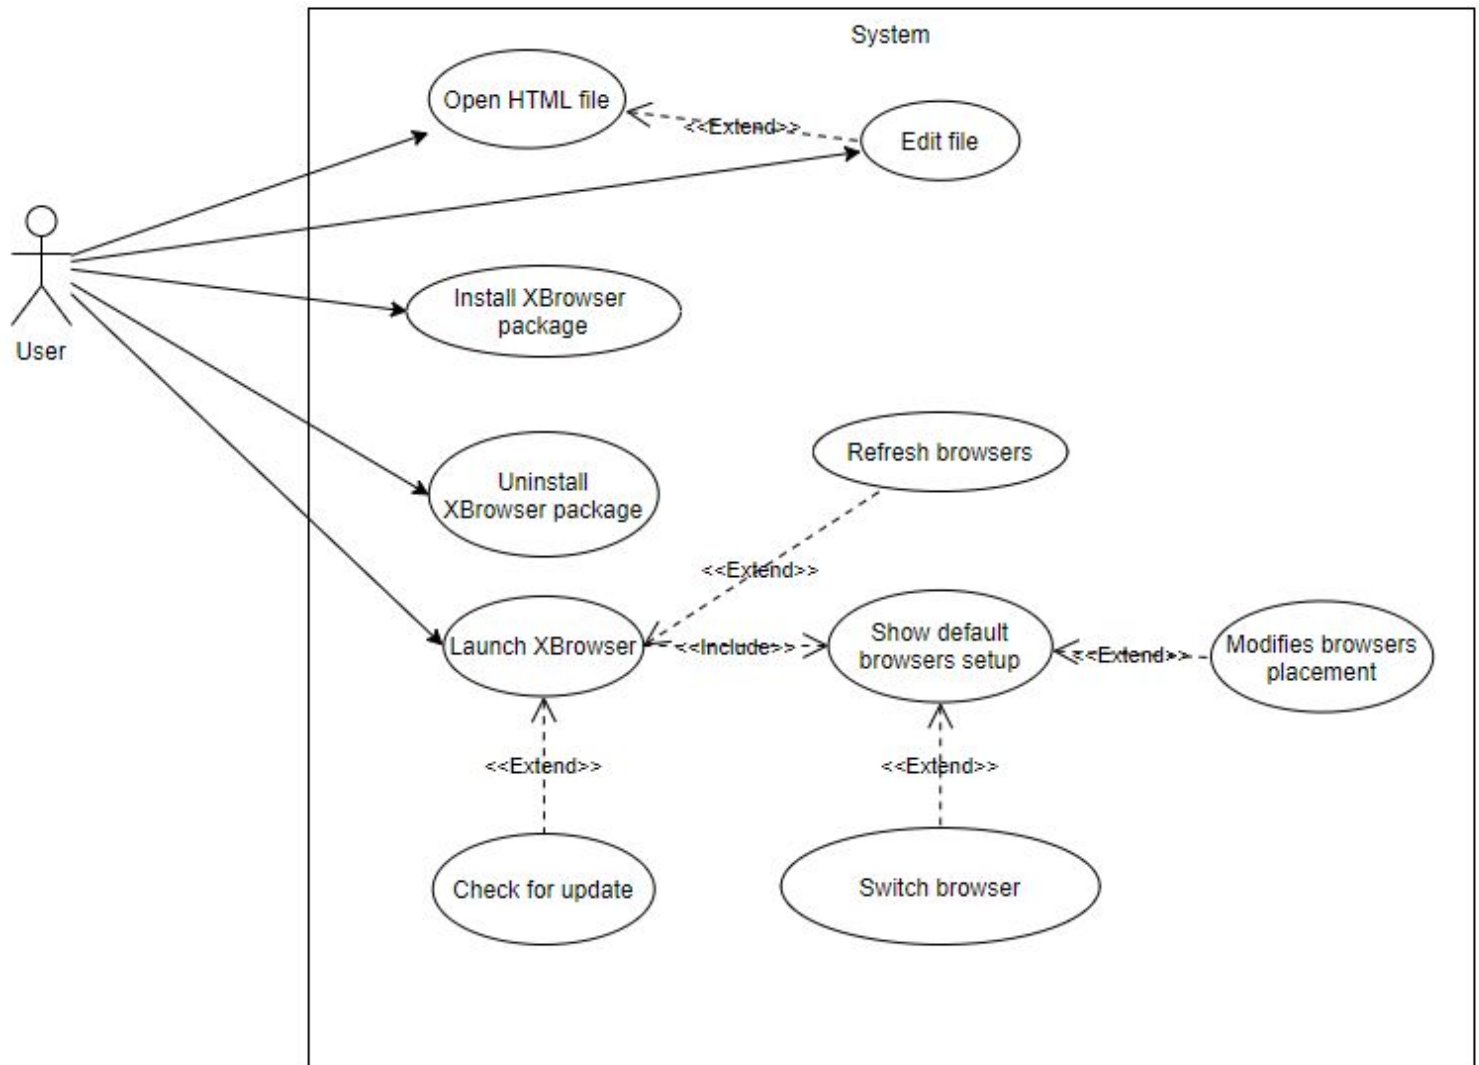 System
Open HTML file
<<Extend>>
Edit file
User
Install XBrowser
package
Refresh browsers
Uninstall
XBrowser package
<<Extend>>
Launch XBrowser
<<Include>>
Show default
browsers setup
<<Extend>>
Modifies browsers
placement
<<Extend>>
<<Extend>>
Check for update
Switch browser